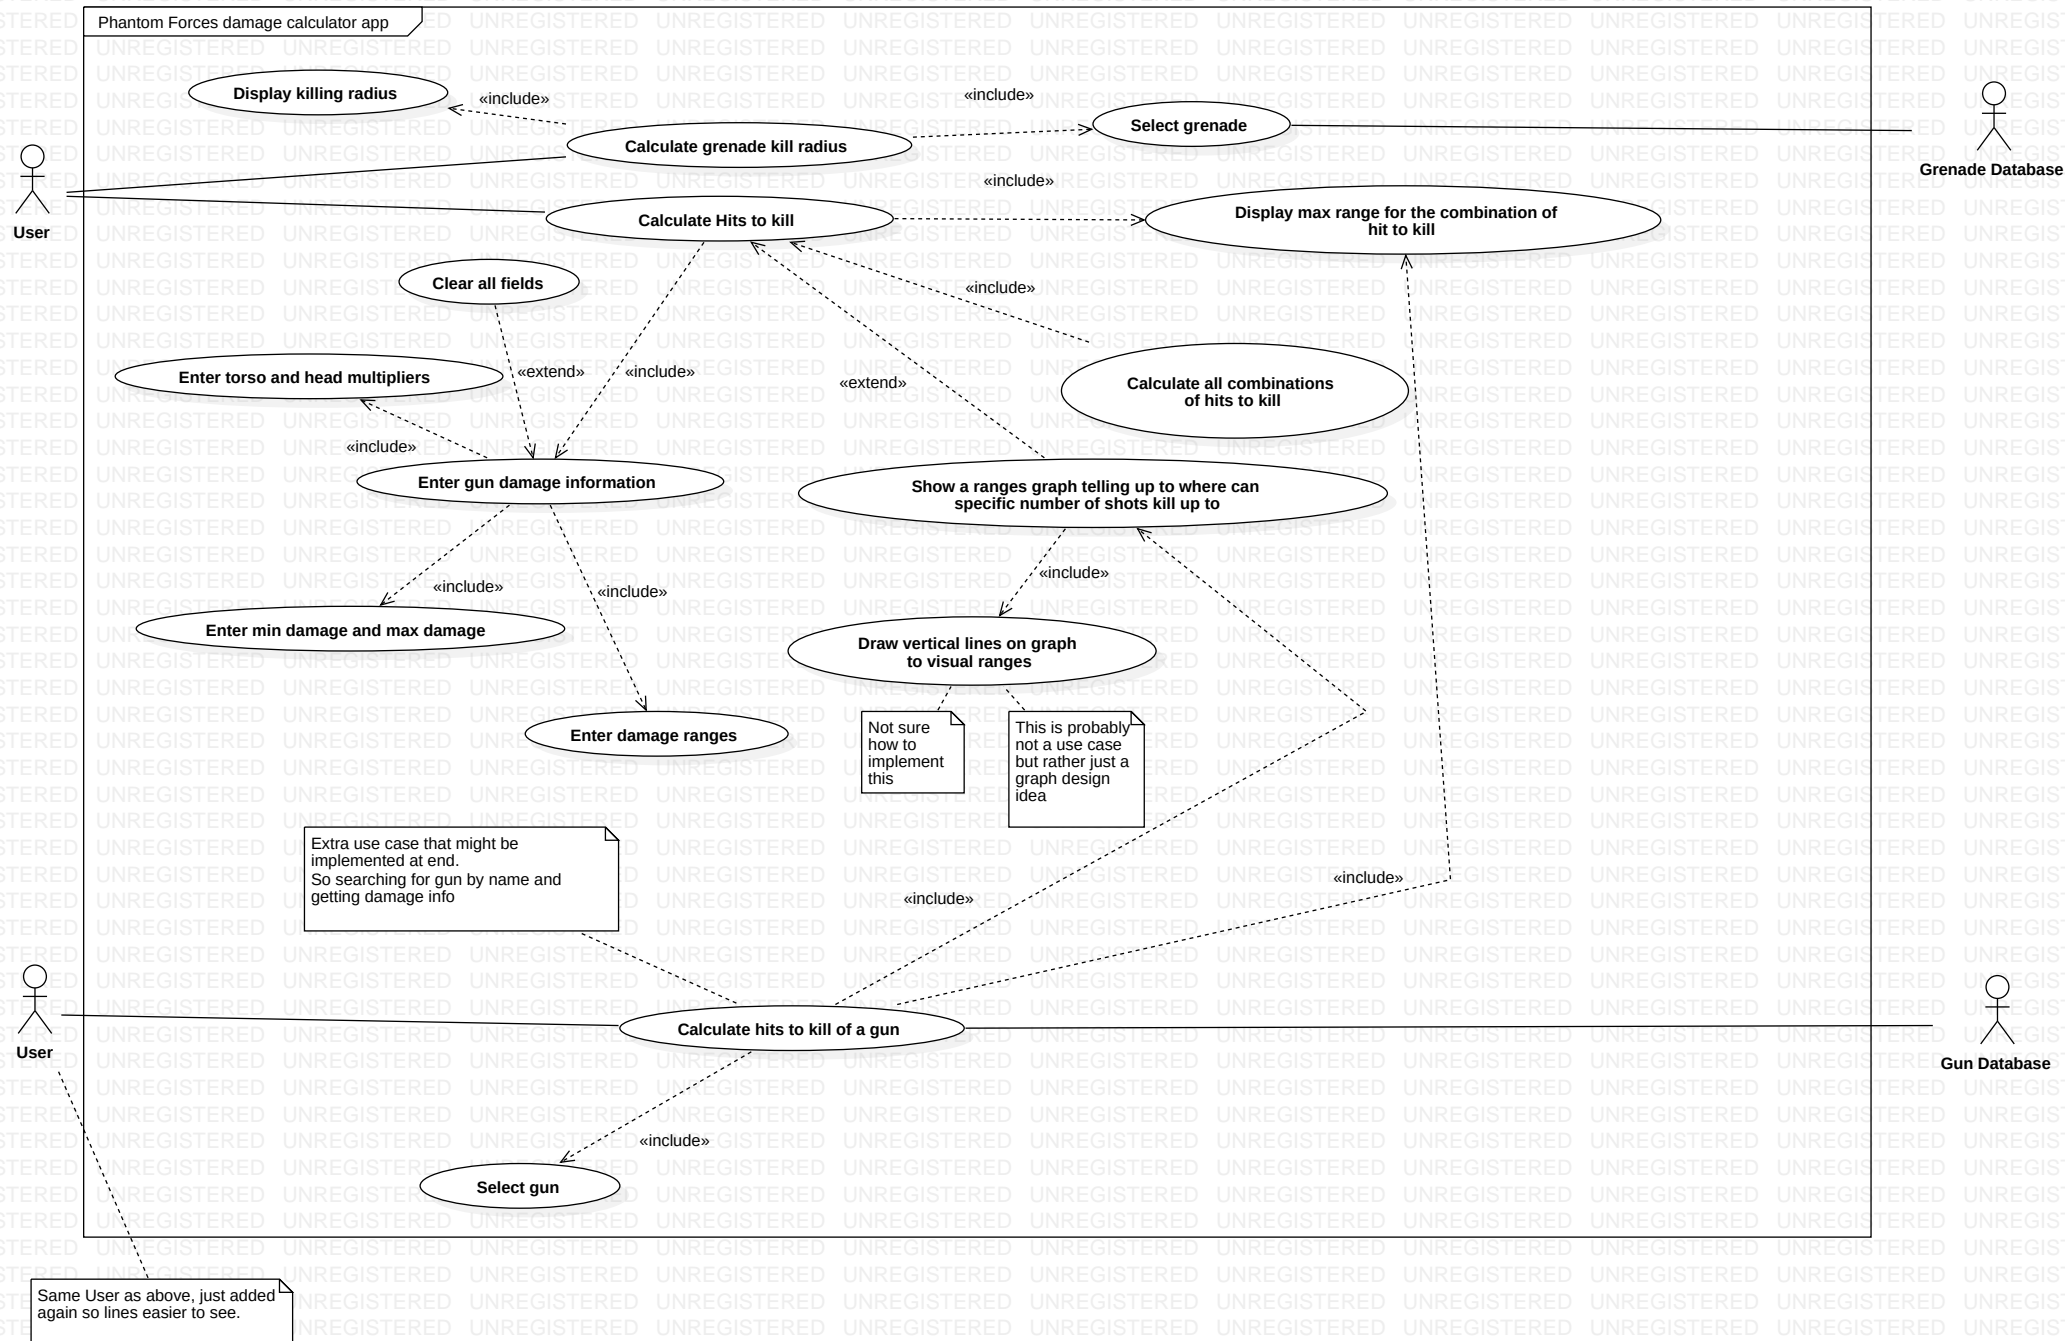 Phantom Forces damage calculator app
Display killing radius
«include»
«include»
Select grenade
Calculate grenade kill radius
Grenade Database
User
«include»
Calculate Hits to kill
Display max range for the combination of
hit to kill
Clear all fields
«include»
Enter torso and head multipliers
«extend»
«include»
«extend»
Calculate all combinations
of hits to kill
«include»
Enter gun damage information
Show a ranges graph telling up to where can
specific number of shots kill up to
«include»
«include»
«include»
Enter min damage and max damage
Draw vertical lines on graph
to visual ranges
Enter damage ranges
Not sure
how to
implement
this
This is probably
not a use case
but rather just a
graph design
idea
Extra use case that might be
implemented at end.
So searching for gun by name and
getting damage info
«include»
«include»
User
Calculate hits to kill of a gun
Gun Database
«include»
Select gun
Same User as above, just added
again so lines easier to see.
UNREGISTERED